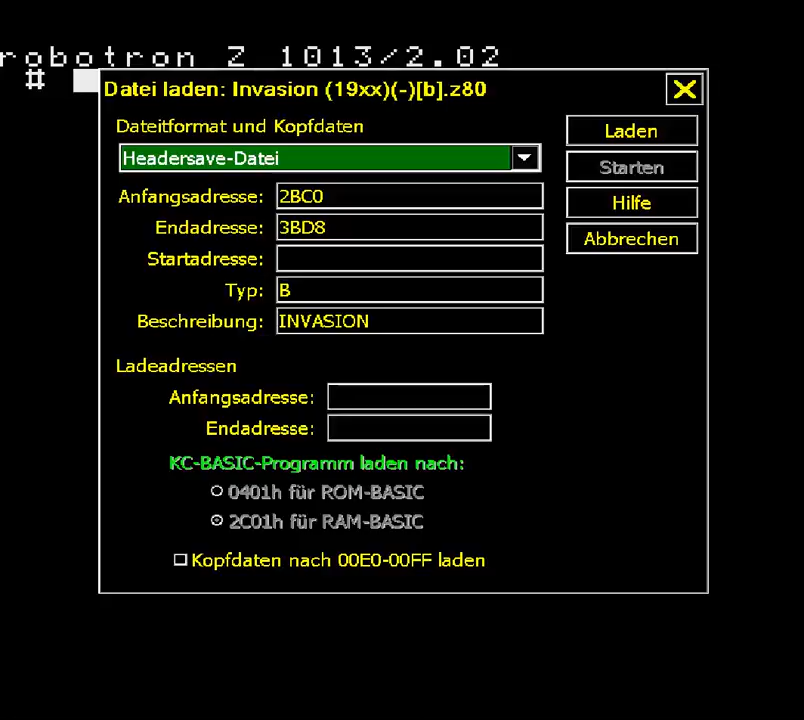 robotron Z 1013/2.02
#
Datei laden: Invasion (19xx)(-)[b].z80
Dateitformat und Kopfdaten
Headersave-Datei
Laden
Starten
Anfangsadresse: 2BC0
Hilfe
Endadresse: 3BD8
Abbrechen
Startadresse:
Typ: B
Beschreibung: INVASION
Ladeadressen
Anfangsadresse:
Endadresse:
KC-BASIC-Programm laden nach:
0401h für ROM-BASIC
2C01h für RAM-BASIC
Kopfdaten nach 00E0-00FF laden